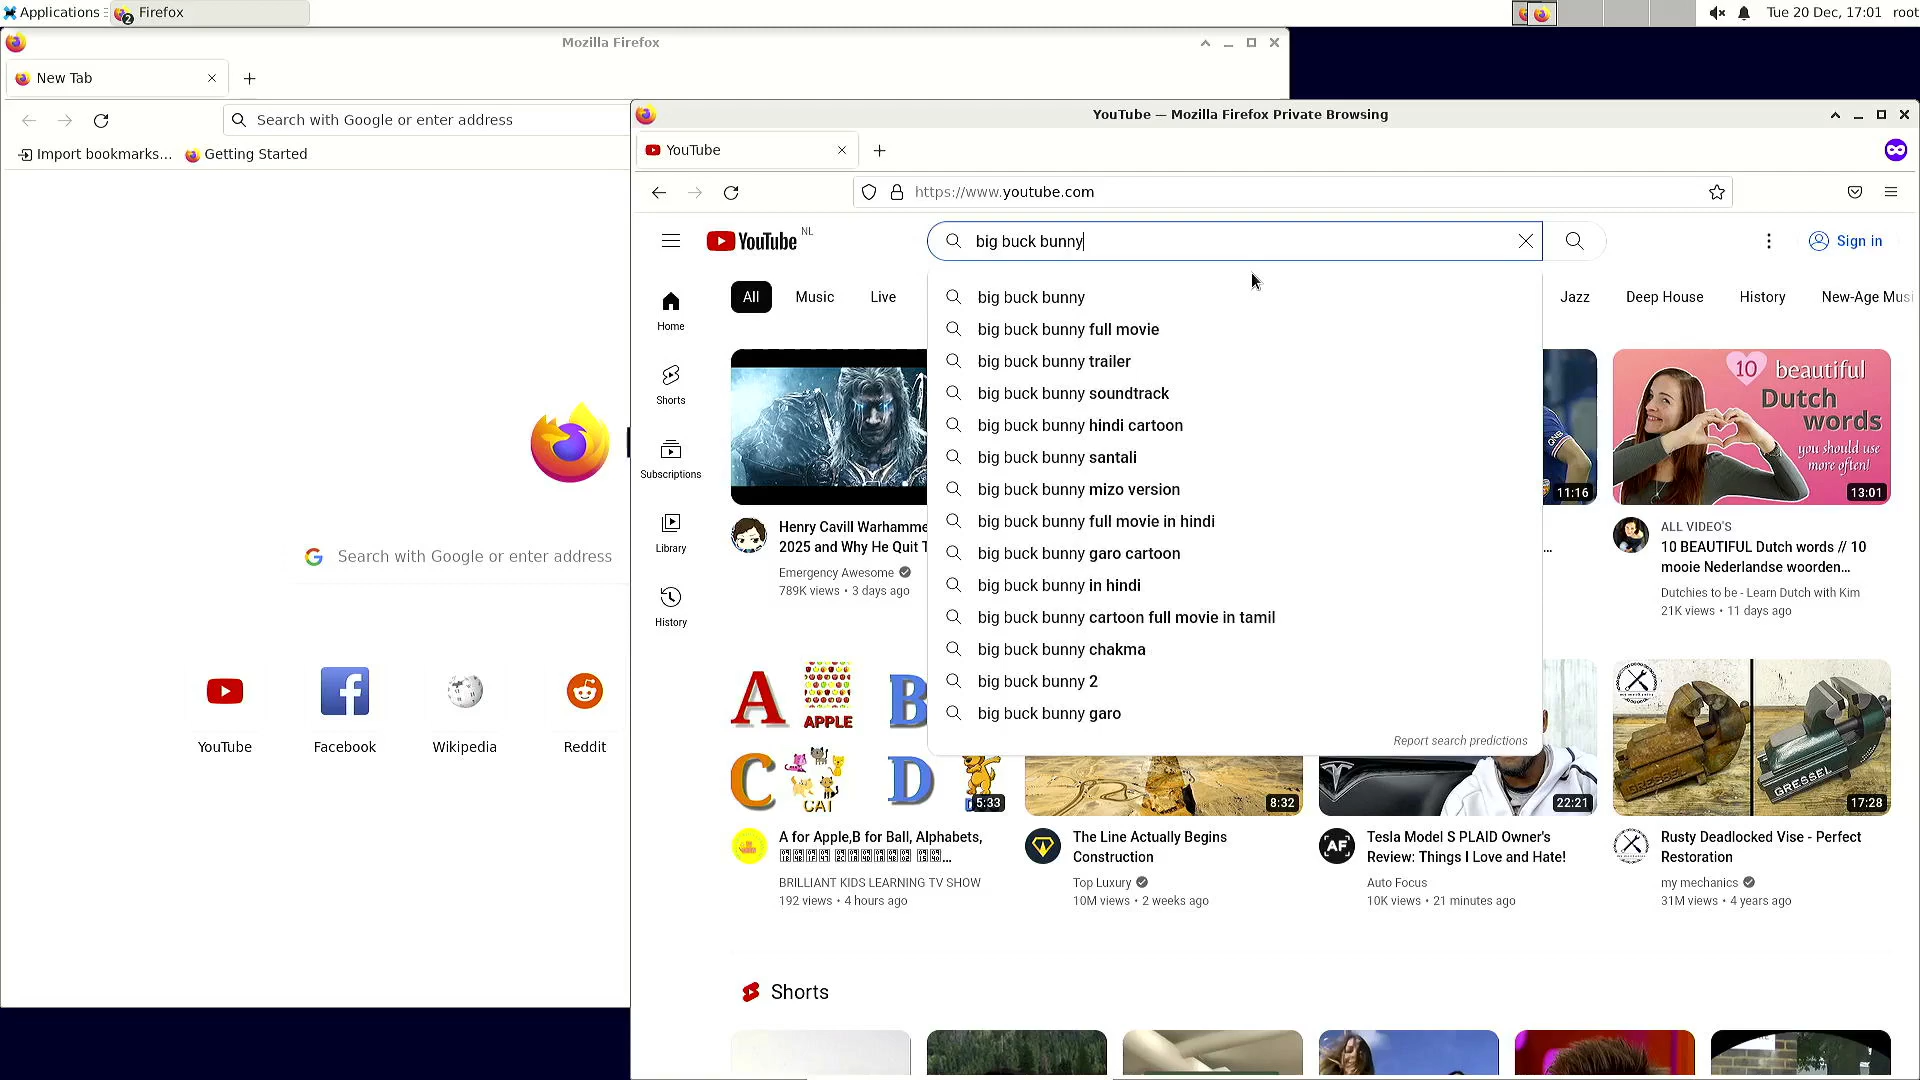 Applications
Firefox
2
Tue 20 Dec, 17:01
root
Mozilla Firefox
New Tab
Search with Google or enter address
Import bookmarks…
Getting Started
Search with Google or enter address
YouTube
Facebook
Wikipedia
Reddit
YouTube — Mozilla Firefox Private Browsing
YouTube
https://www.youtube.com
YouTube NL
big buck bunny
Sign in
Home
Shorts
Subscriptions
Library
History
All
Music
Live
Jazz
Deep House
History
New-Age Musi
big buck bunny
big buck bunny full movie
big buck bunny trailer
big buck bunny soundtrack
big buck bunny hindi cartoon
big buck bunny santali
big buck bunny mizo version
big buck bunny full movie in hindi
big buck bunny garo cartoon
big buck bunny in hindi
big buck bunny cartoon full movie in tamil
big buck bunny chakma
big buck bunny 2
big buck bunny garo
Report search predictions
Henry Cavill Warhamme
2025 and Why He Quit T
Emergency Awesome
789K views • 3 days ago
QNB
11:16
...
10 beautiful
Dutch
words
you should use
more often!
13:01
ALL VIDEO'S
10 BEAUTIFUL Dutch words // 10
mooie Nederlandse woorden...
Dutchies to be - Learn Dutch with Kim
21K views • 11 days ago
A
APPLE
B
C
CAT
D
5:33
A for Apple,B for Ball, Alphabets,
BRILLIANT KIDS LEARNING TV SHOW
192 views • 4 hours ago
8:32
The Line Actually Begins
Construction
Top Luxury
10M views • 2 weeks ago
22:21
AF
Tesla Model S PLAID Owner's
Review: Things I Love and Hate!
Auto Focus
10K views • 21 minutes ago
GRESSEL
17:28
Rusty Deadlocked Vise - Perfect
Restoration
my mechanics
31M views • 4 years ago
Shorts